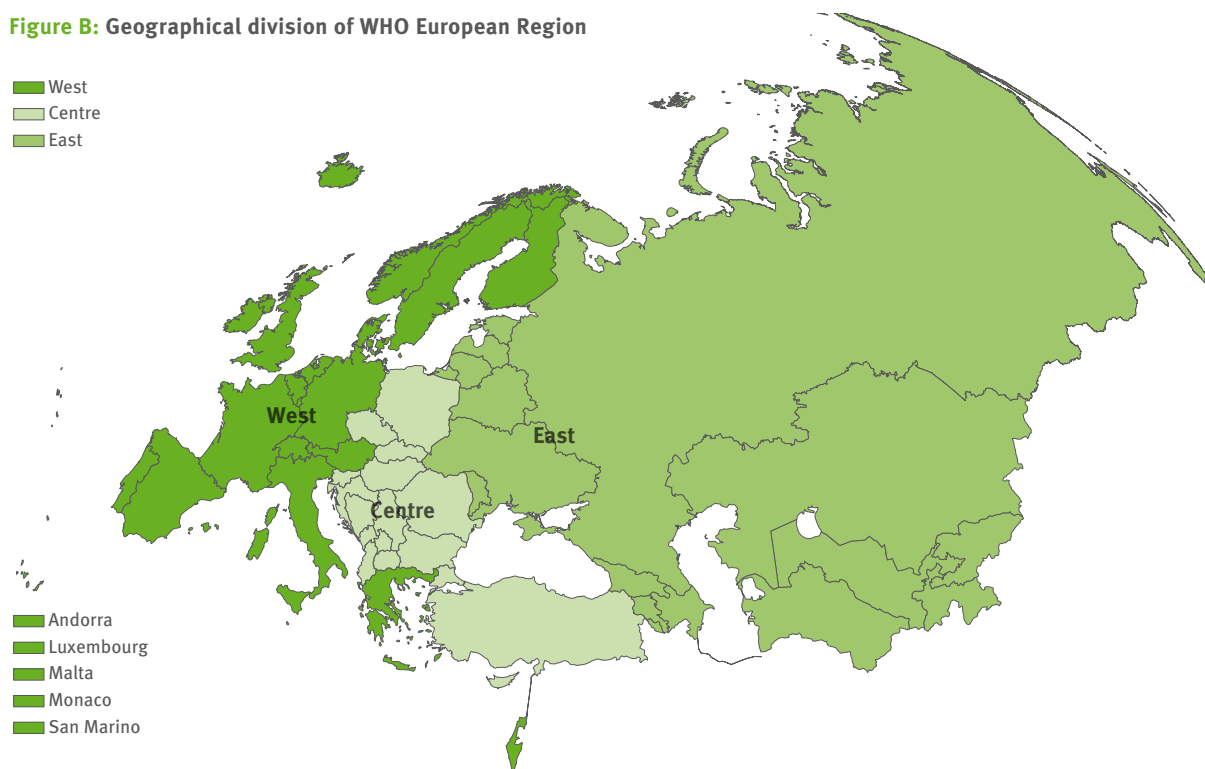 Figure B: Geographical division of WHO European Region
West
Centre
East
West
East
Centre
Andorra
Luxembourg
Malta
Monaco
San Marino